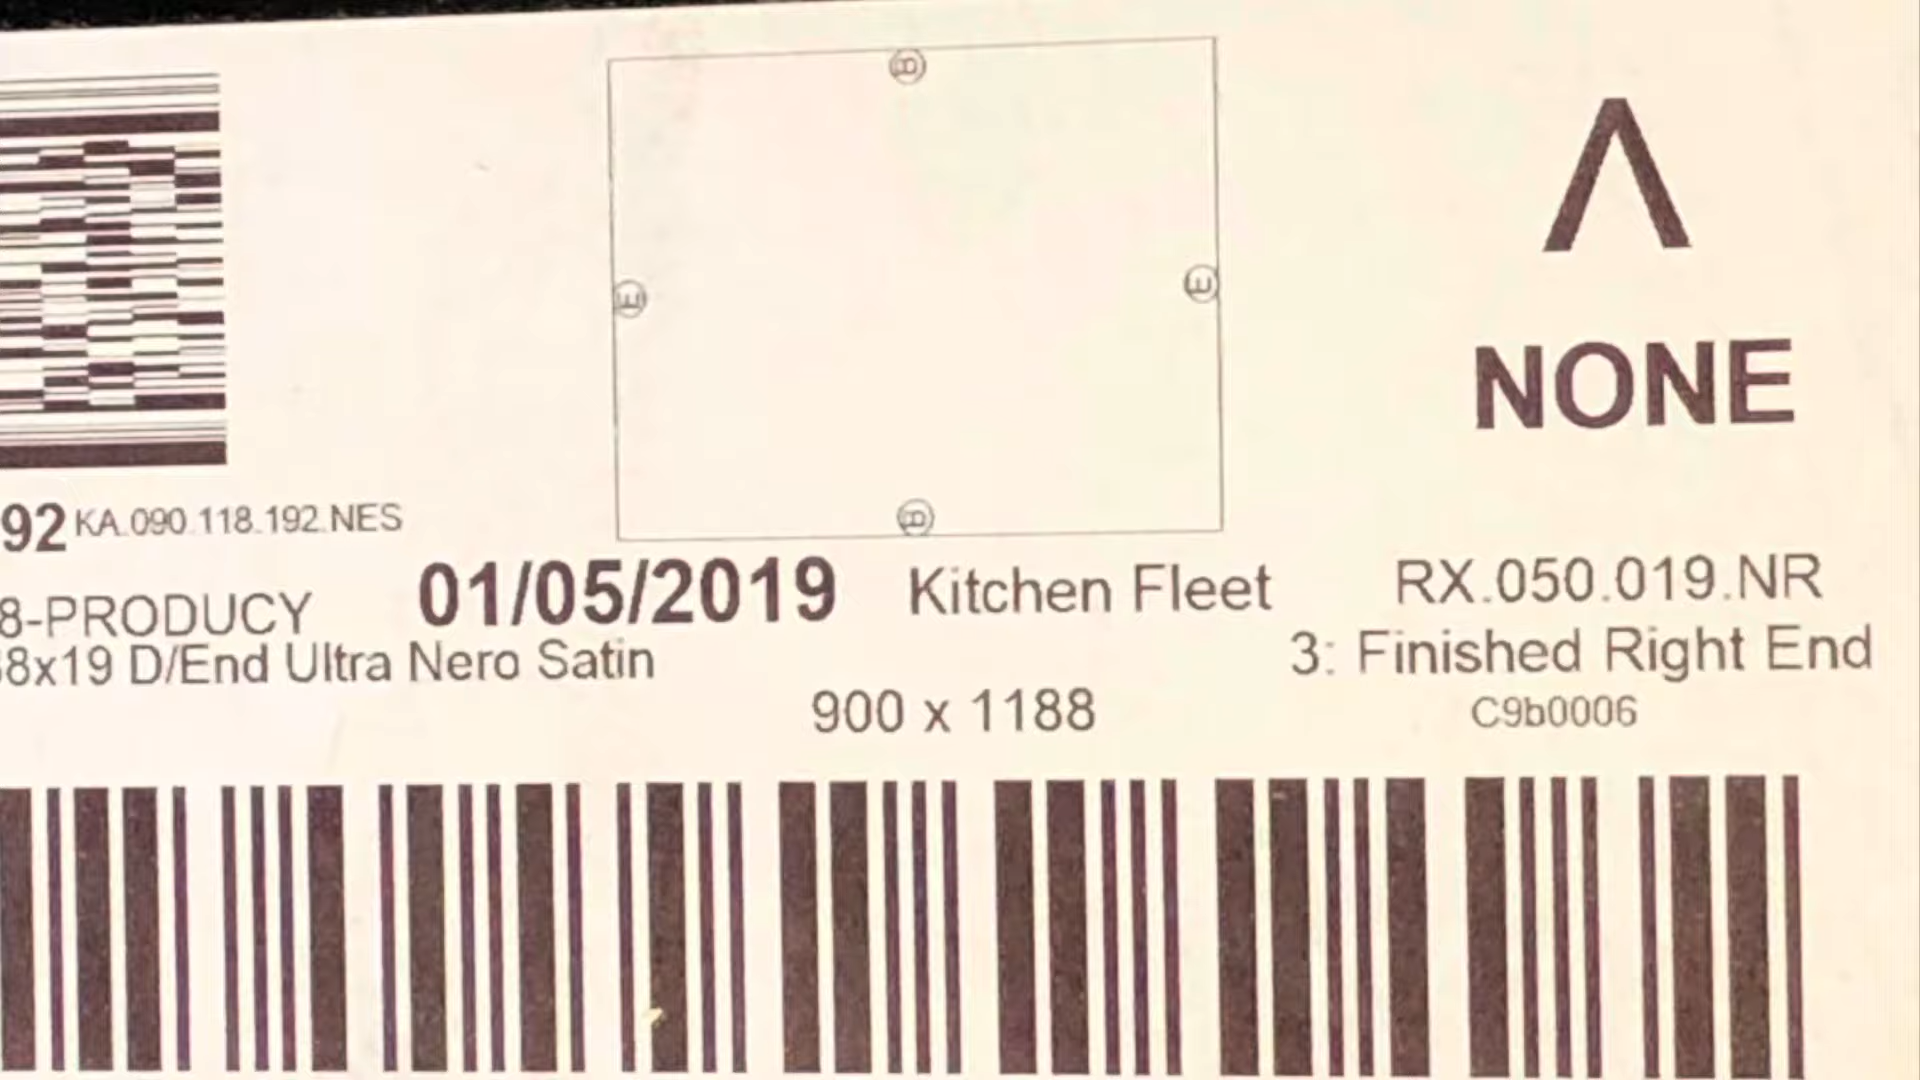 B
Λ
E
E
NONE
B
92 KA.090.118.192.NES
8-PRODUCY 01/05/2019 Kitchen Fleet RX.050.019.NR
8x19 D/End Ultra Nero Satin 3: Finished Right End
900 x 1188 C9b0006